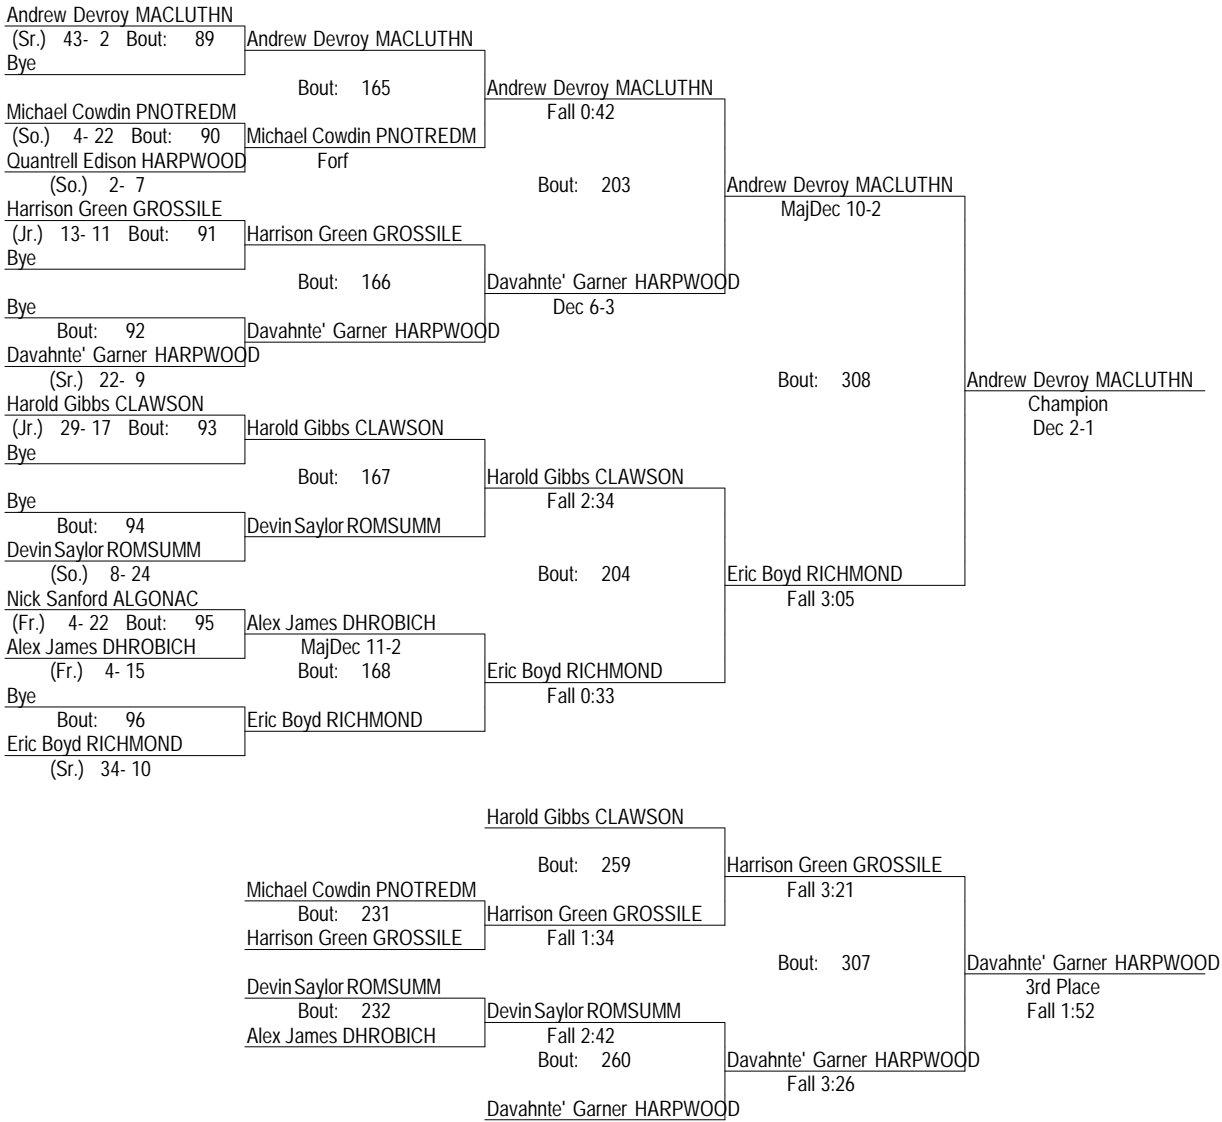 Andrew Devroy MACLUTHN
(Sr.) 43- 2 Bout: 89
Bye
Andrew Devroy MACLUTHN
Bout: 165
Michael Cowdin PNOTREDM
(So.) 4- 22 Bout: 90
Quantrell Edison HARPWOOD
(So.) 2- 7
Michael Cowdin PNOTREDM
Forf
Andrew Devroy MACLUTHN
Fall 0:42
Bout: 203
Harrison Green GROSSILE
(Jr.) 13- 11 Bout: 91
Bye
Harrison Green GROSSILE
Bout: 166
Bye
Bout: 92
Davahnte' Garner HARPWOOD
(Sr.) 22- 9
Davahnte' Garner HARPWOOD
Davahnte' Garner HARPWOOD
Dec 6-3
Andrew Devroy MACLUTHN
MajDec 10-2
Bout: 308
Andrew Devroy MACLUTHN
Champion
Dec 2-1
Harold Gibbs CLAWSON
(Jr.) 29- 17 Bout: 93
Bye
Harold Gibbs CLAWSON
Bout: 167
Bye
Bout: 94
Devin Saylor ROMSUMM
(So.) 8- 24
Devin Saylor ROMSUMM
Harold Gibbs CLAWSON
Fall 2:34
Bout: 204
Nick Sanford ALGONAC
(Fr.) 4- 22 Bout: 95
Alex James DHROBICH
(Fr.) 4- 15
Alex James DHROBICH
MajDec 11-2
Bout: 168
Bye
Bout: 96
Eric Boyd RICHMOND
(Sr.) 34- 10
Eric Boyd RICHMOND
Eric Boyd RICHMOND
Fall 0:33
Eric Boyd RICHMOND
Fall 3:05
Harold Gibbs CLAWSON
Bout: 259
Michael Cowdin PNOTREDM
Bout: 231
Harrison Green GROSSILE
Harrison Green GROSSILE
Fall 1:34
Harrison Green GROSSILE
Fall 3:21
Bout: 307
Davahnte' Garner HARPWOOD
3rd Place
Fall 1:52
Devin Saylor ROMSUMM
Bout: 232
Alex James DHROBICH
Devin Saylor ROMSUMM
Fall 2:42
Bout: 260
Davahnte' Garner HARPWOOD
Davahnte' Garner HARPWOOD
Fall 3:26